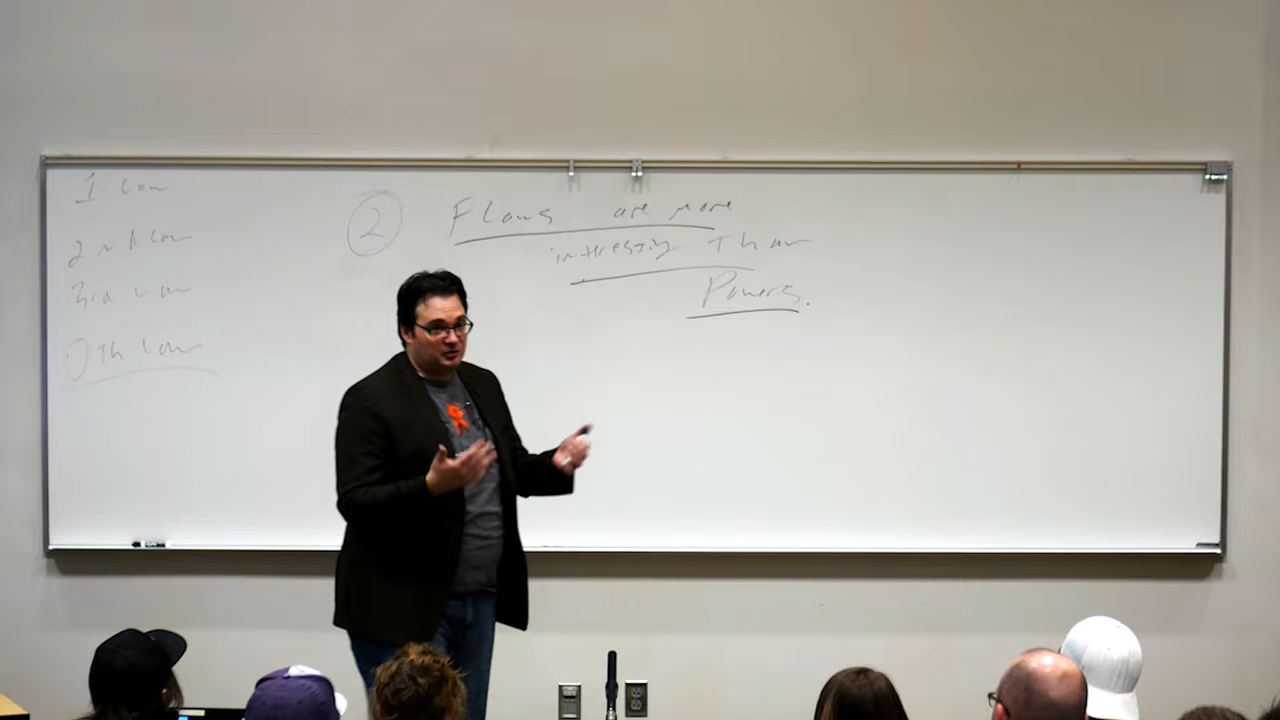 1 Law
2nd Law
3rd Law
0th Law
2 Flaws are more
interesting Than
Powers.